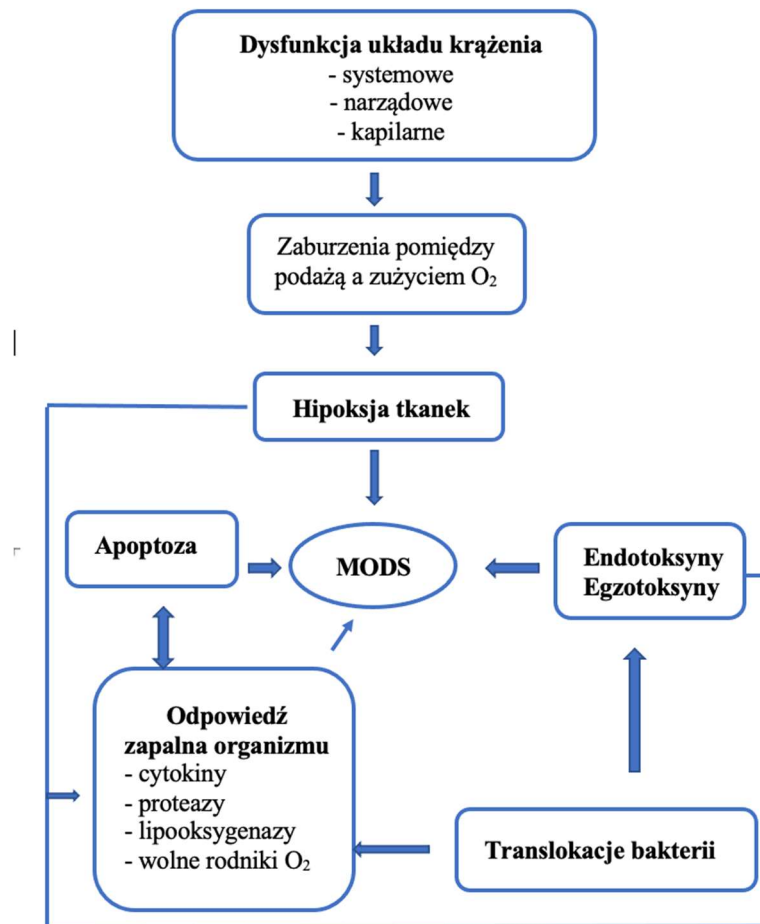 Dysfunkcja układu krążenia
- systemowe
- narządowe
- kapilarne
Zaburzenia pomiędzy
podażą a zużyciem O₂
Hipoksja tkanek
Apoptoza
MODS
Endotoksyny
Egzotoksyny
Odpowiedź
zapalna organizmu
- cytokiny
- proteazy
- lipooksygenazy
- wolne rodniki O₂
Translokacje bakterii